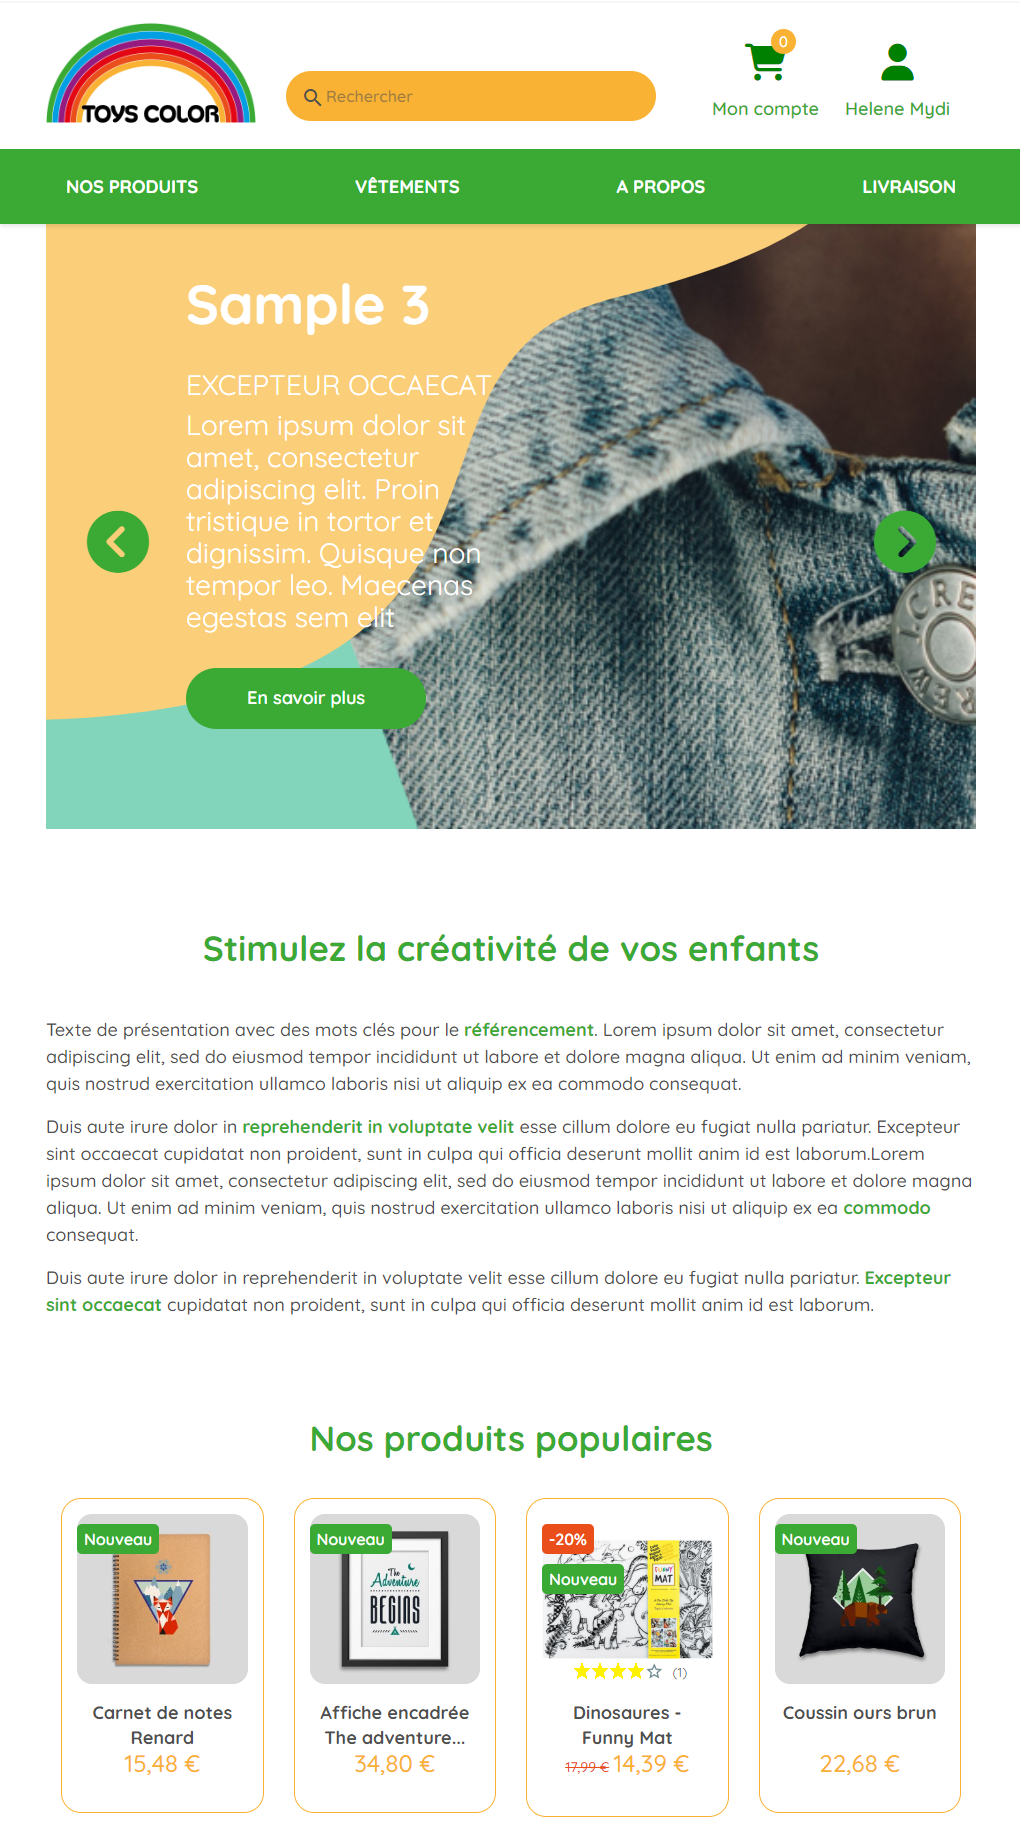 TOYS COLOR
Rechercher
0
Mon compte
Helene Mydi
NOS PRODUITS
VÊTEMENTS
A PROPOS
LIVRAISON
Sample 3
EXCEPTEUR OCCAECAT
Lorem ipsum dolor sit
amet, consectetur
adipiscing elit. Proin
tristique in tortor et
dignissim. Quisque non
tempor leo. Maecenas
egestas sem elit
En savoir plus
Stimulez la créativité de vos enfants
Texte de présentation avec des mots clés pour le référencement. Lorem ipsum dolor sit amet, consectetur
adipiscing elit, sed do eiusmod tempor incididunt ut labore et dolore magna aliqua. Ut enim ad minim veniam,
quis nostrud exercitation ullamco laboris nisi ut aliquip ex ea commodo consequat.
Duis aute irure dolor in reprehenderit in voluptate velit esse cillum dolore eu fugiat nulla pariatur. Excepteur
sint occaecat cupidatat non proident, sunt in culpa qui officia deserunt mollit anim id est laborum.Lorem
ipsum dolor sit amet, consectetur adipiscing elit, sed do eiusmod tempor incididunt ut labore et dolore magna
aliqua. Ut enim ad minim veniam, quis nostrud exercitation ullamco laboris nisi ut aliquip ex ea commodo
consequat.
Duis aute irure dolor in reprehenderit in voluptate velit esse cillum dolore eu fugiat nulla pariatur. Excepteur
sint occaecat cupidatat non proident, sunt in culpa qui officia deserunt mollit anim id est laborum.
Nos produits populaires
Nouveau
Carnet de notes
Renard
15,48 €
Nouveau
The
Adventure
BEGINS
Affiche encadrée
The adventure...
34,80 €
-20%
Nouveau
FUNNY
MAT
(1)
Dinosaures -
Funny Mat
17,99 € 14,39 €
Nouveau
Coussin ours brun
22,68 €